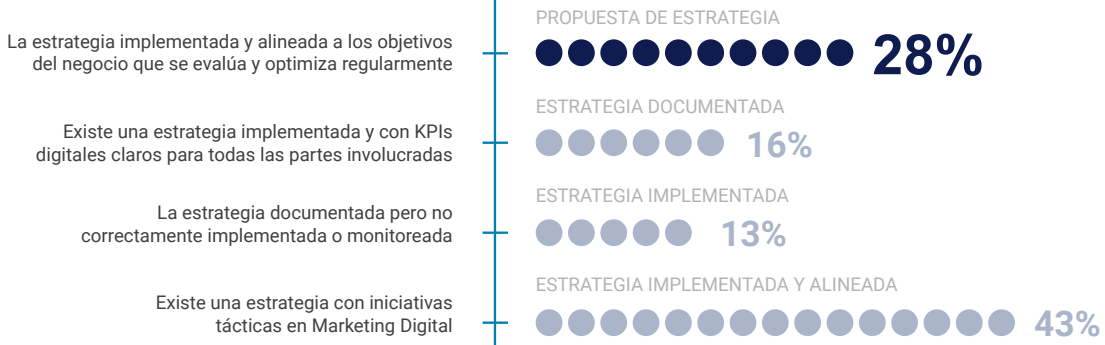 PROPUESTA DE ESTRATEGIA
La estrategia implementada y alineada a los objetivos
del negocio que se evalúa y optimiza regularmente
28%
ESTRATEGIA DOCUMENTADA
Existe una estrategia implementada y con KPIs
digitales claros para todas las partes involucradas
16%
ESTRATEGIA IMPLEMENTADA
La estrategia documentada pero no
correctamente implementada o monitoreada
13%
ESTRATEGIA IMPLEMENTADA Y ALINEADA
Existe una estrategia con iniciativas
tácticas en Marketing Digital
43%